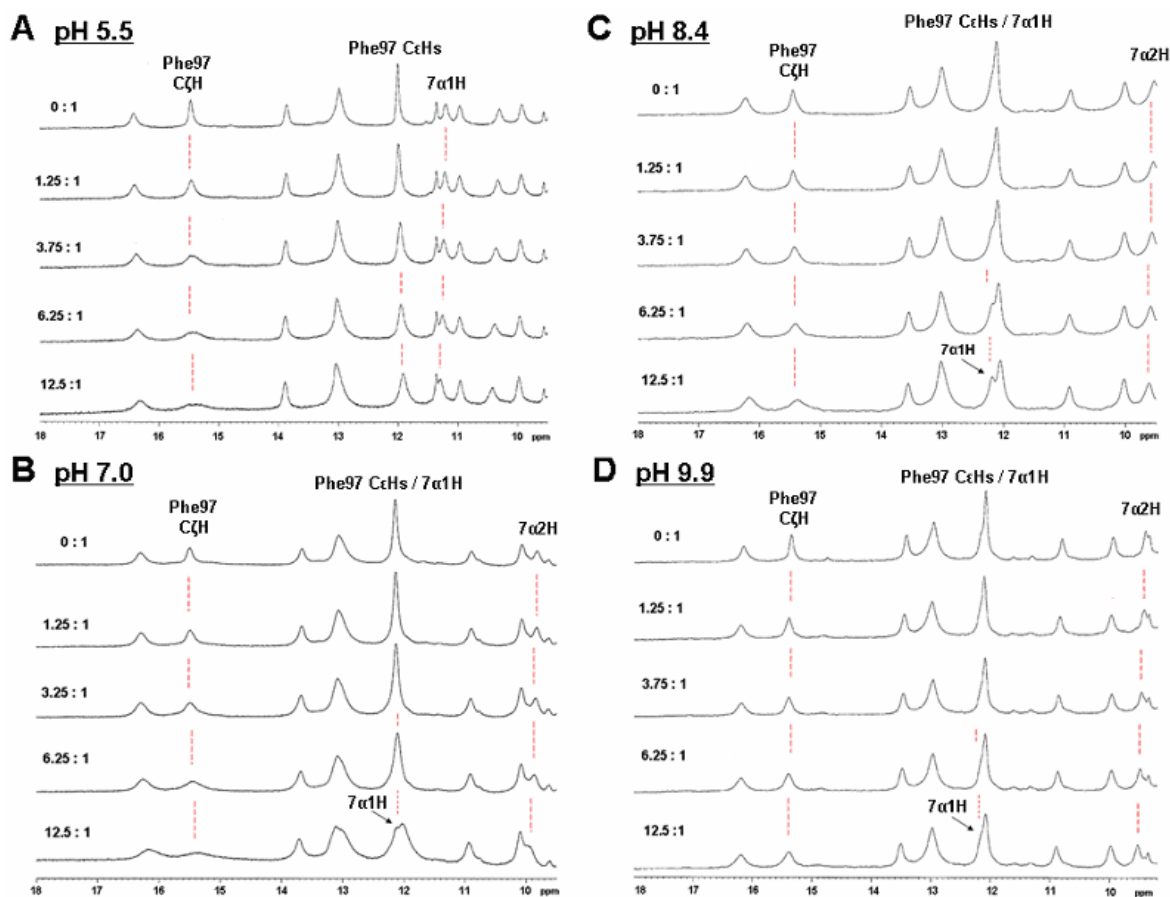 A pH 5.5
Phe97 CζH
Phe97 CεHs
7α1H
0 : 1
1.25 : 1
3.75 : 1
6.25 : 1
12.5 : 1
18 16 15 14 13 12 11 10 ppm
B pH 7.0
Phe97 CζH
Phe97 CεHs / 7α1H
7α2H
0 : 1
1.25 : 1
3.25 : 1
6.25 : 1
7α1H
12.5 : 1
18 16 15 14 13 12 11 10 ppm
C pH 8.4
Phe97 CζH
Phe97 CεHs / 7α1H
7α2H
0 : 1
1.25 : 1
3.75 : 1
6.25 : 1
7α1H
12.5 : 1
18 16 15 14 13 12 11 10 ppm
D pH 9.9
Phe97 CζH
Phe97 CεHs / 7α1H
7α2H
0 : 1
1.25 : 1
3.75 : 1
6.25 : 1
7α1H
12.5 : 1
18 16 15 14 13 12 11 10 ppm